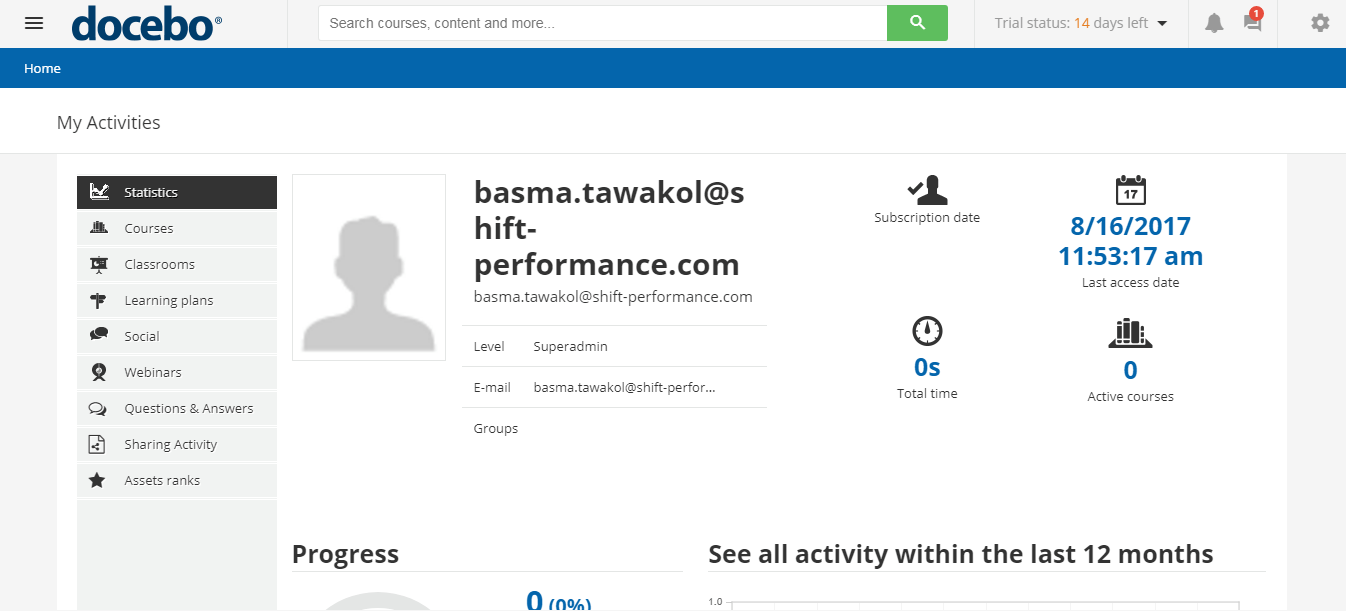 docebo®
Search courses, content and more...
Trial status: 14 days left
1
Home
My Activities
Statistics
Courses
Classrooms
Learning plans
Social
Webinars
Questions & Answers
Sharing Activity
Assets ranks
basma.tawakol@s
hift-
performance.com
basma.tawakol@shift-performance.com
Level Superadmin
E-mail basma.tawakol@shift-perfor...
Groups
Subscription date
17
8/16/2017
11:53:17 am
Last access date
0s
Total time
0
Active courses
Progress
0 (0%)
See all activity within the last 12 months
1.0